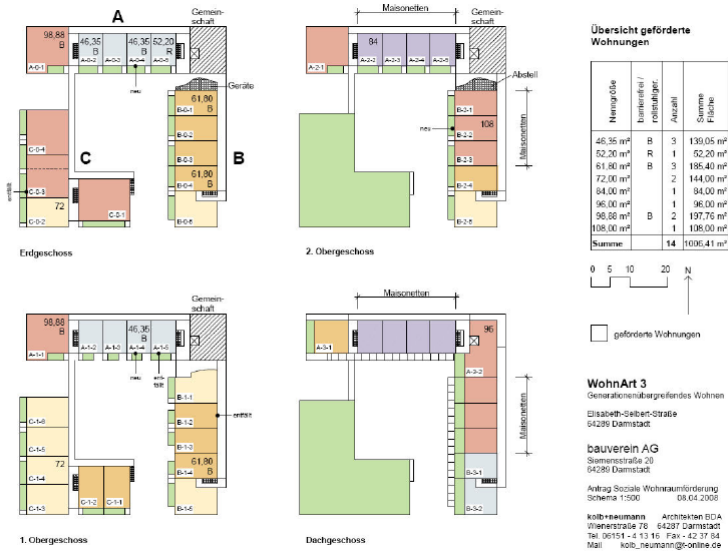 A
Gemein-
schaft
98,88
B
46,35
B
46,35
B
52,20
R
A-0-1
A-0-2
A-0-3
A-0-4
A-0-5
neu
Geräte
61,80
B
B-0-1
B-0-2
B-0-3
61,80
B
B-0-4
B-0-5
B
C
C-0-4
C-0-3
entfällt
72
C-0-2
C-0-1
Erdgeschoss
Maisonetten
Gemein-
schaft
84
A-2-1
A-2-2
A-2-3
A-2-4
A-2-5
Abstell
B-2-1
108
neu
B-2-2
B-2-3
B-2-4
B-2-5
Maisonetten
2. Obergeschoss
Gemein-
schaft
98,88
B
46,35
B
A-1-1
A-1-2
A-1-3
A-1-4
A-1-5
neu
ent-
fällt
B-1-1
B-1-2
entfällt
B-1-3
61,80
B
B-1-4
B-1-5
C-1-6
C-1-5
72
C-1-4
C-1-3
C-1-2
C-1-1
1. Obergeschoss
Maisonetten
96
A-3-1
A-3-2
Maisonetten
B-3-1
B-3-2
Dachgeschoss
Übersicht geförderte
Wohnungen
Nenngröße
barrierefrei /
rollstuhlger.
Anzahl
Summe
Fläche
46,35 m² B 3 139,05 m²
52,20 m² R 1 52,20 m²
61,80 m² B 3 185,40 m²
72,00 m² 2 144,00 m²
84,00 m² 1 84,00 m²
96,00 m² 1 96,00 m²
98,88 m² B 2 197,76 m²
108,00 m² 1 108,00 m²
Summe 14 1006,41 m²
0 5 10 20 N
geförderte Wohnungen
WohnArt 3
Generationenübergreifendes Wohnen
Elisabeth-Selbert-Straße
64289 Darmstadt
bauverein AG
Siemensstraße 20
64289 Darmstadt
Antrag Soziale Wohnraumförderung
Schema 1:500 08.04.2008
kolb+neumann Architekten BDA
Wienerstraße 78 64287 Darmstadt
Tel. 06151 - 4 13 16 Fax - 42 37 84
Mail kolb_neumann@t-online.de